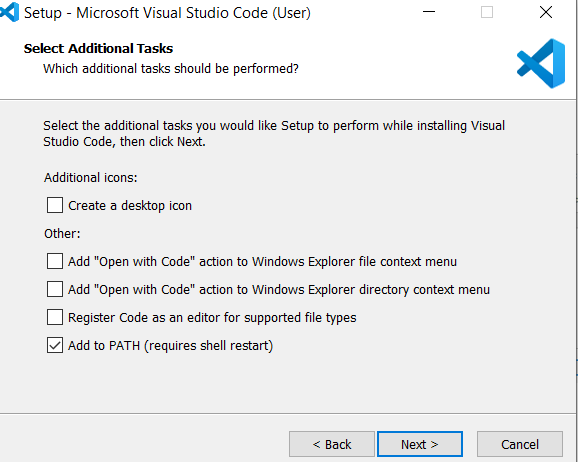 Setup - Microsoft Visual Studio Code (User)
Select Additional Tasks
Which additional tasks should be performed?
Select the additional tasks you would like Setup to perform while installing Visual
Studio Code, then click Next.
Additional icons:
Create a desktop icon
Other:
Add "Open with Code" action to Windows Explorer file context menu
Add "Open with Code" action to Windows Explorer directory context menu
Register Code as an editor for supported file types
Add to PATH (requires shell restart)
< Back
Next >
Cancel